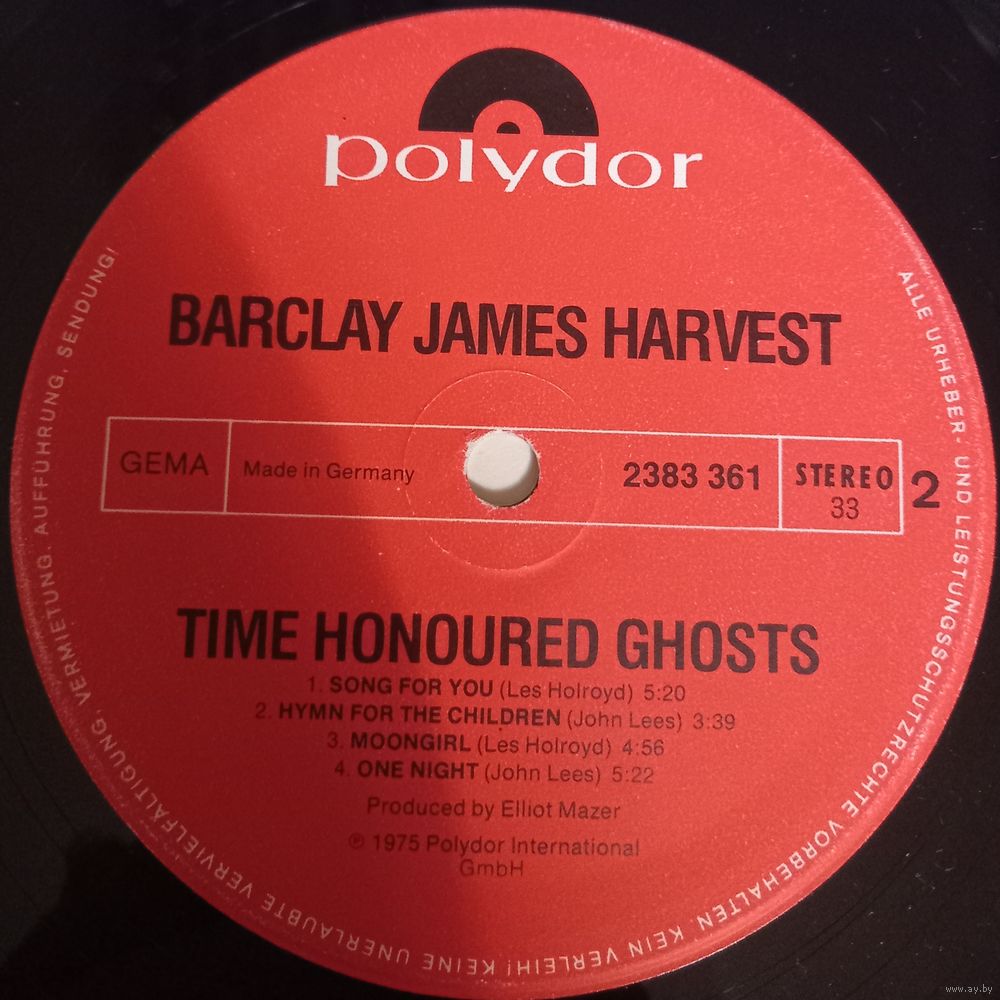 polydor
BARCLAY JAMES HARVEST
GEMA
Made in Germany
2383 361
STEREO
33
2
TIME HONOURED GHOSTS
1. SONG FOR YOU (Les Holroyd) 5:20
2. HYMN FOR THE CHILDREN (John Lees) 3:39
3. MOONGIRL (Les Holroyd) 4:56
4. ONE NIGHT (John Lees) 5:22
Produced by Elliot Mazer
℗ 1975 Polydor International
GmbH
ALLE URHEBER- UND LEISTUNGSSCHUTZRECHTE VORBEHALTEN. KEIN VERLEIH! KEINE UNERLAUBTE VERVIELFÄLTIGUNG, VERMIETUNG, AUFFÜHRUNG, SENDUNG!
www.ay.by